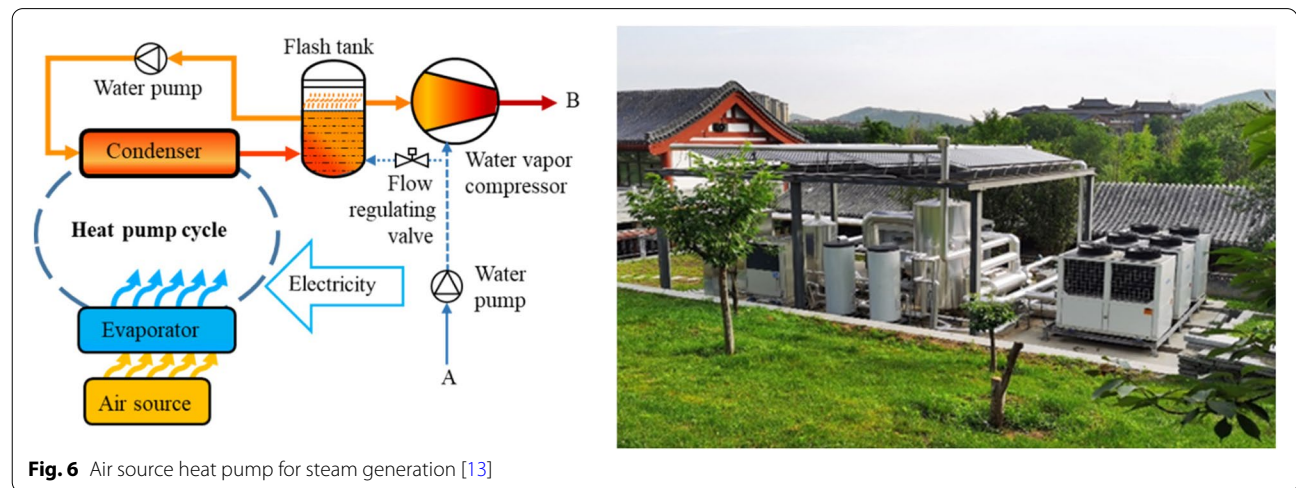 Flash tank
Water pump
B
Condenser
Water vapor
compressor
Flow
regulating
valve
Heat pump cycle
Electricity
Water
pump
Evaporator
A
Air source
Fig. 6 Air source heat pump for steam generation [13]